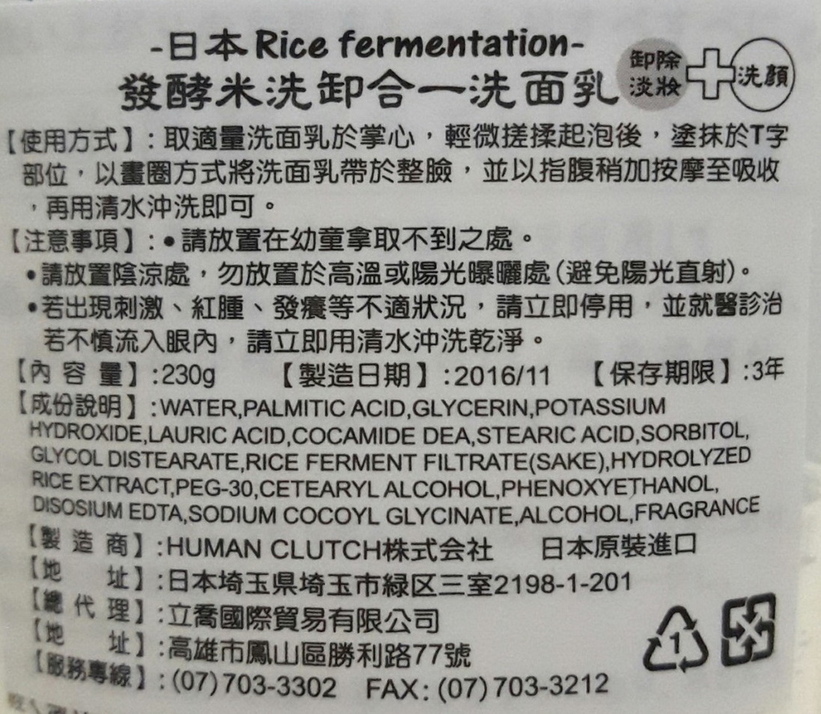 -日本Rice fermentation-
發酵米洗卸合一洗面乳 卸除淡妝 洗顏
【使用方式】:取適量洗面乳於掌心，輕微搓揉起泡後，塗抹於T字
部位，以畫圈方式將洗面乳帶於整臉，並以指腹稍加按摩至吸收
，再用清水沖洗即可。
【注意事項】:•請放置在幼童拿取不到之處。
•請放置陰涼處，勿放置於高溫或陽光曝曬處(避免陽光直射)。
•若出現刺激、紅腫、發癢等不適狀況，請立即停用，並就醫診治
若不慎流入眼內，請立即用清水沖洗乾淨。
【內容量】:230g 【製造日期】:2016/11 【保存期限】:3年
【成份說明】:WATER,PALMITIC ACID,GLYCERIN,POTASSIUM
HYDROXIDE,LAURIC ACID,COCAMIDE DEA,STEARIC ACID,SORBITOL,
GLYCOL DISTEARATE,RICE FERMENT FILTRATE(SAKE),HYDROLYZED
RICE EXTRACT,PEG-30,CETEARYL ALCOHOL,PHENOXYETHANOL,
DISOSIUM EDTA,SODIUM COCOYL GLYCINATE,ALCOHOL,FRAGRANCE
【製造商】:HUMAN CLUTCH株式会社 日本原裝進口
【地址】:日本埼玉県埼玉市緑区三室2198-1-201
【總代理】:立喬國際貿易有限公司
【地址】:高雄市鳳山區勝利路77號
【服務專線】:(07)703-3302 FAX:(07)703-3212
1